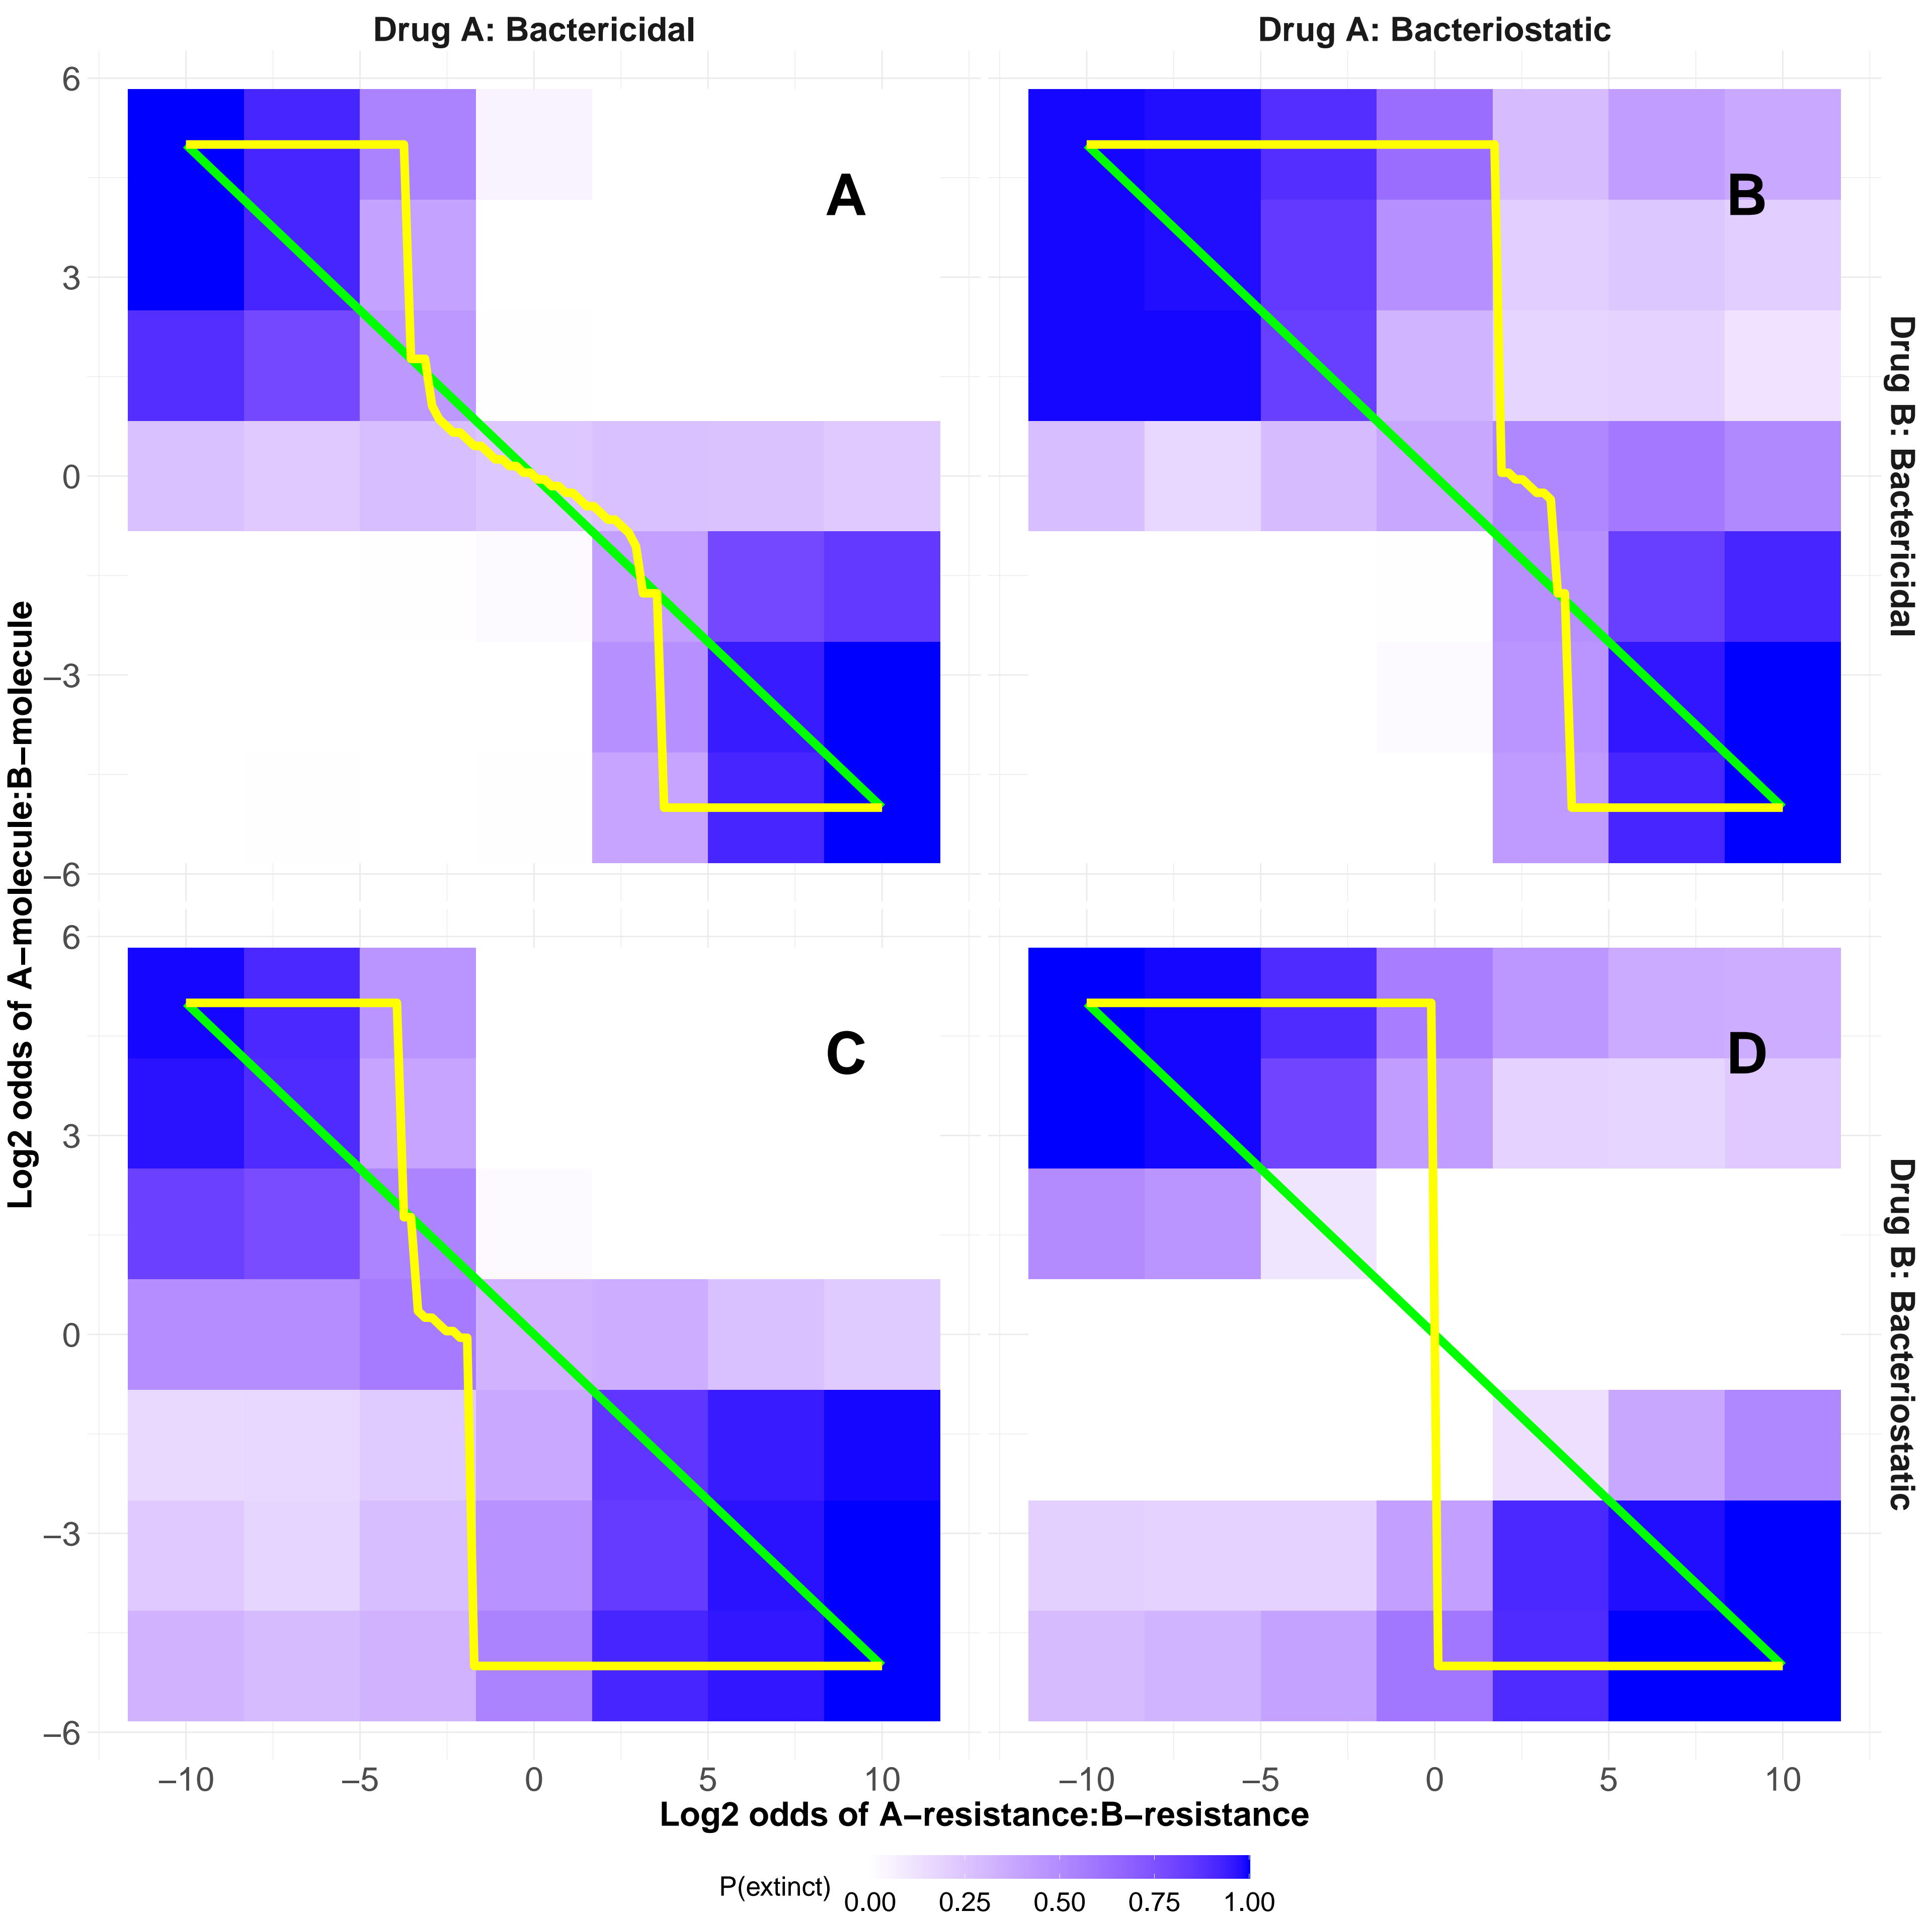 Drug A: Bactericidal
Drug A: Bacteriostatic
6
3
0
−3
−6
A
B
Drug B: Bactericidal
Log2 odds of A−molecule:B−molecule
6
3
0
−3
−6
C
D
Drug B: Bacteriostatic
−10 −5 0 5 10
−10 −5 0 5 10
Log2 odds of A−resistance:B−resistance
P(extinct)
0.00 0.25 0.50 0.75 1.00